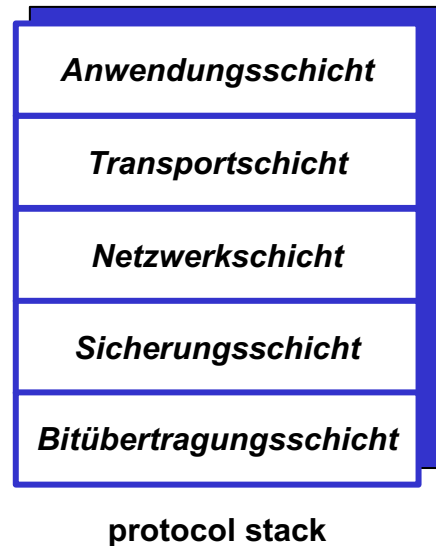 Anwendungsschicht
Transportschicht
Netzwerkschicht
Sicherungsschicht
Bitübertragungsschicht
protocol stack